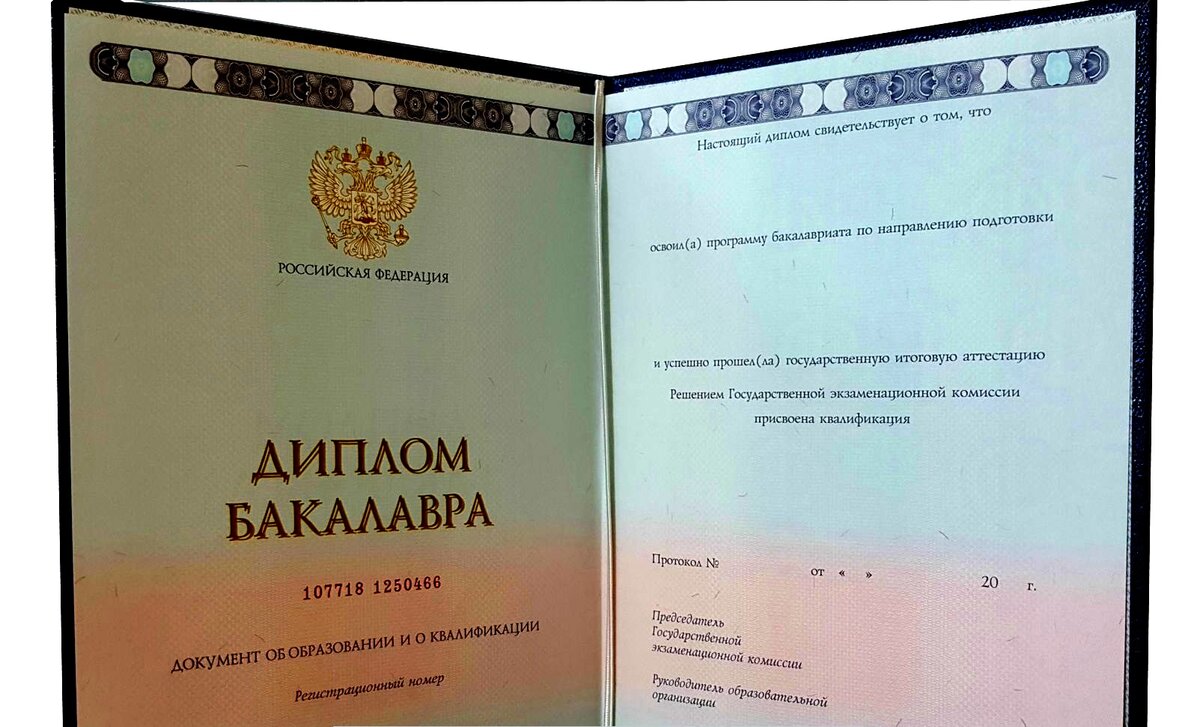 РОССИЙСКАЯ ФЕДЕРАЦИЯ
ДИПЛОМ
БАКАЛАВРА
107718 1250466
ДОКУМЕНТ ОБ ОБРАЗОВАНИИ И О КВАЛИФИКАЦИИ
Регистрационный номер
Настоящий диплом свидетельствует о том, что
освоил(а) программу бакалавриата по направлению подготовки
и успешно прошел(ла) государственную итоговую аттестацию
Решением Государственной экзаменационной комиссии
присвоена квалификация
Протокол № от « » 20 г.
Председатель
Государственной
экзаменационной комиссии
Руководитель образовательной
организации